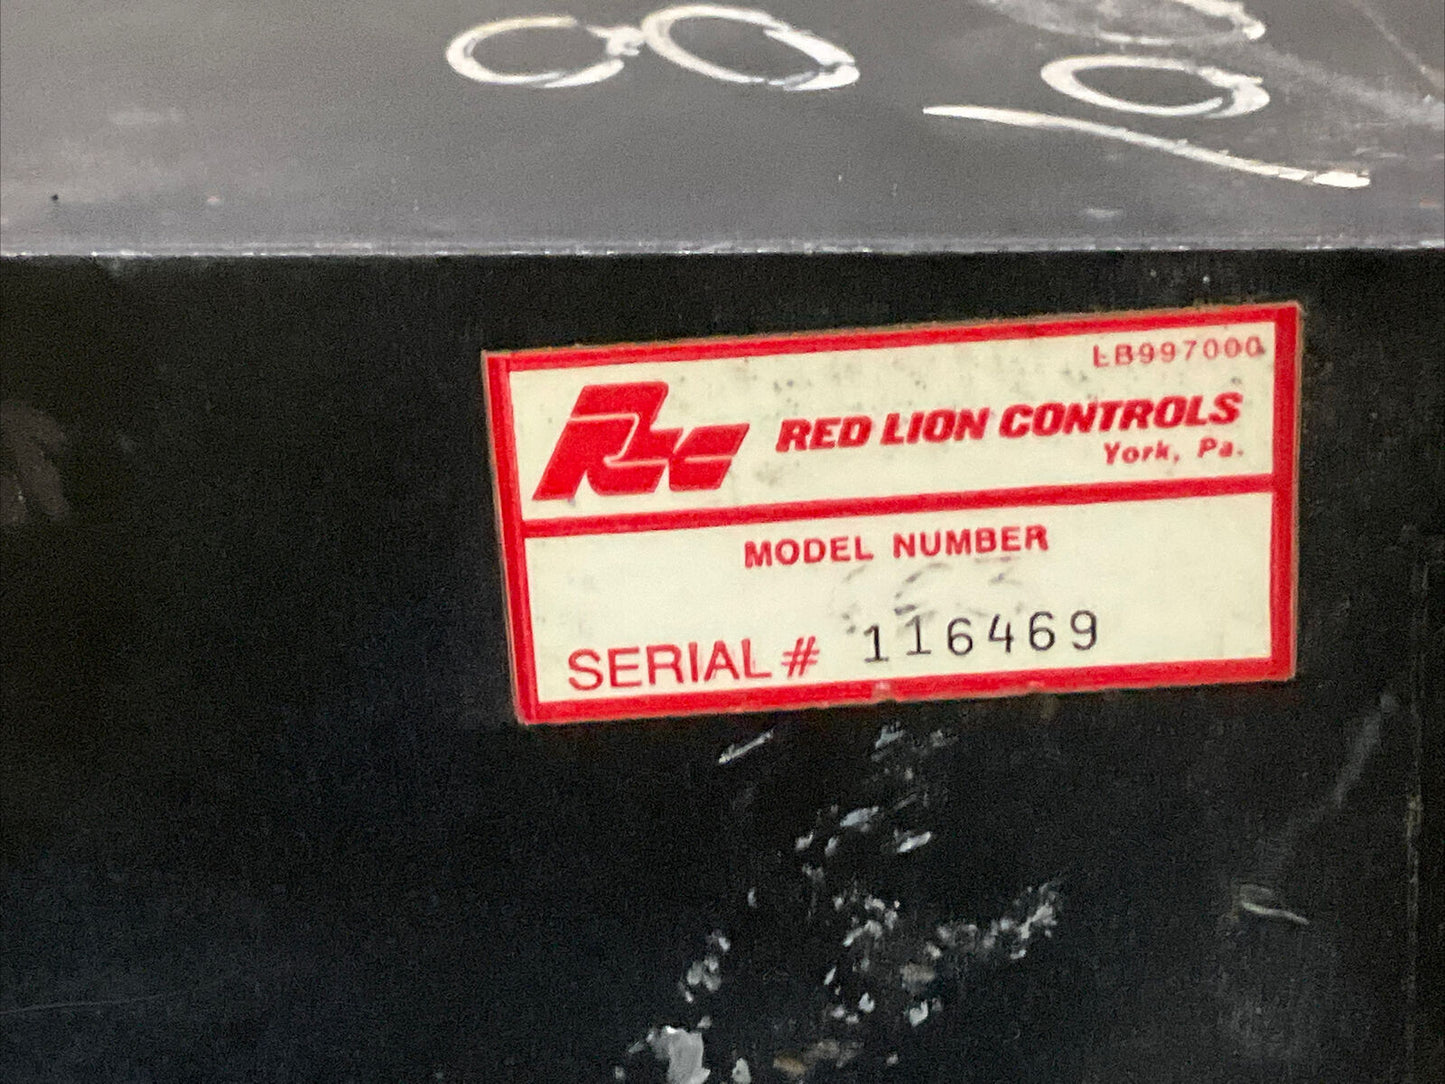 LB997000
RLC RED LION CONTROLS
York, Pa.
MODEL NUMBER
SERIAL # 116469